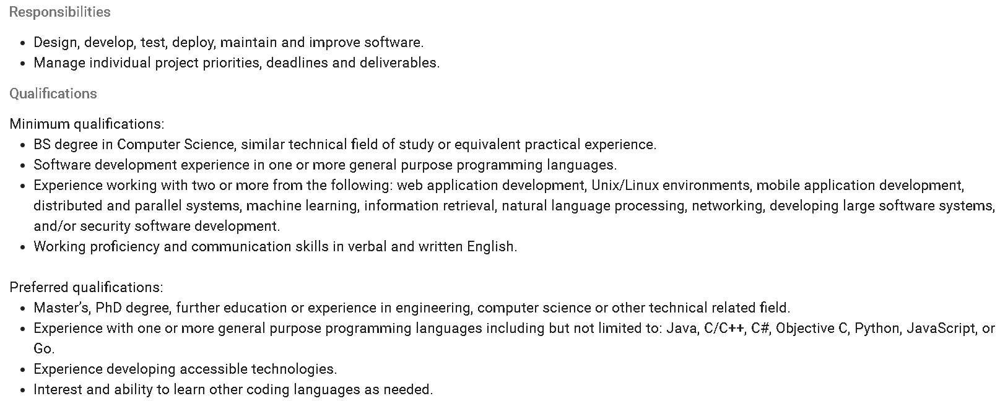 Responsibilities
• Design, develop, test, deploy, maintain and improve software.
• Manage individual project priorities, deadlines and deliverables.
Qualifications
Minimum qualifications:
• BS degree in Computer Science, similar technical field of study or equivalent practical experience.
• Software development experience in one or more general purpose programming languages.
• Experience working with two or more from the following: web application development, Unix/Linux environments, mobile application development,
distributed and parallel systems, machine learning, information retrieval, natural language processing, networking, developing large software systems,
and/or security software development.
• Working proficiency and communication skills in verbal and written English.
Preferred qualifications:
• Master’s, PhD degree, further education or experience in engineering, computer science or other technical related field.
• Experience with one or more general purpose programming languages including but not limited to: Java, C/C++, C#, Objective C, Python, JavaScript, or
Go.
• Experience developing accessible technologies.
• Interest and ability to learn other coding languages as needed.